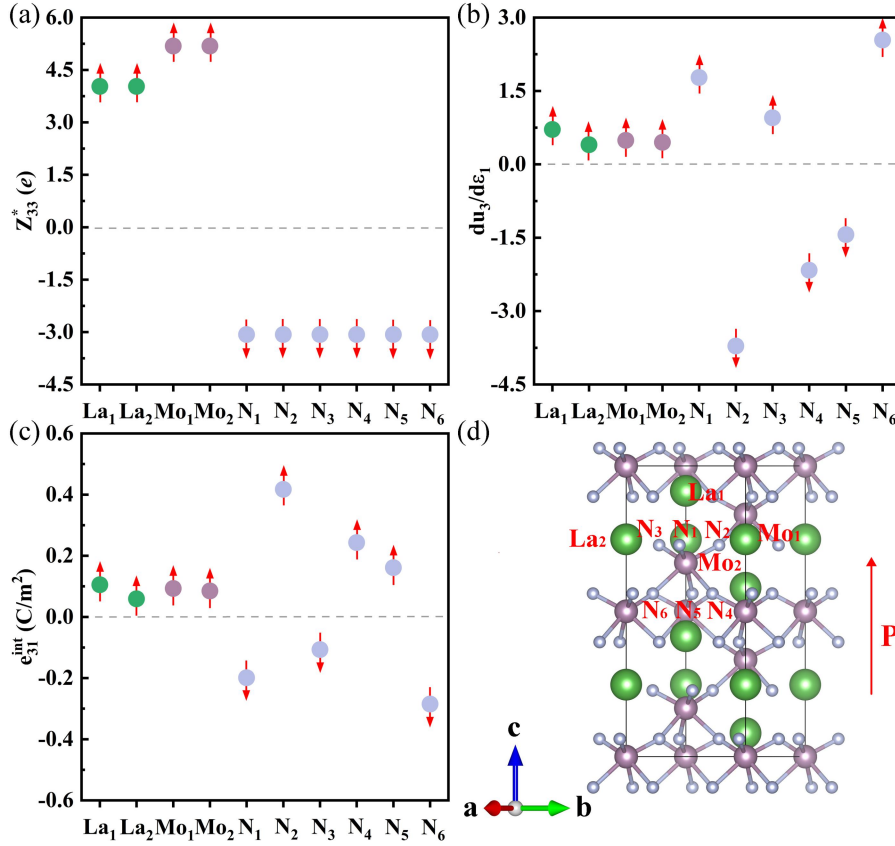 (a)
6.0
4.5
3.0
1.5
0.0
-1.5
-3.0
-4.5
Z*33 (e)
La1 La2 Mo1 Mo2 N1 N2 N3 N4 N5 N6
(b)
3.0
1.5
0.0
-1.5
-3.0
-4.5
du3/dε1
La1 La2 Mo1 Mo2 N1 N2 N3 N4 N5 N6
(c)
0.6
0.4
0.2
0.0
-0.2
-0.4
-0.6
e31^int (C/m²)
La1 La2 Mo1 Mo2 N1 N2 N3 N4 N5 N6
(d)
La1
La2 N3 N1 N2 Mo1
Mo2
N6 N5 N4
P
c
a b